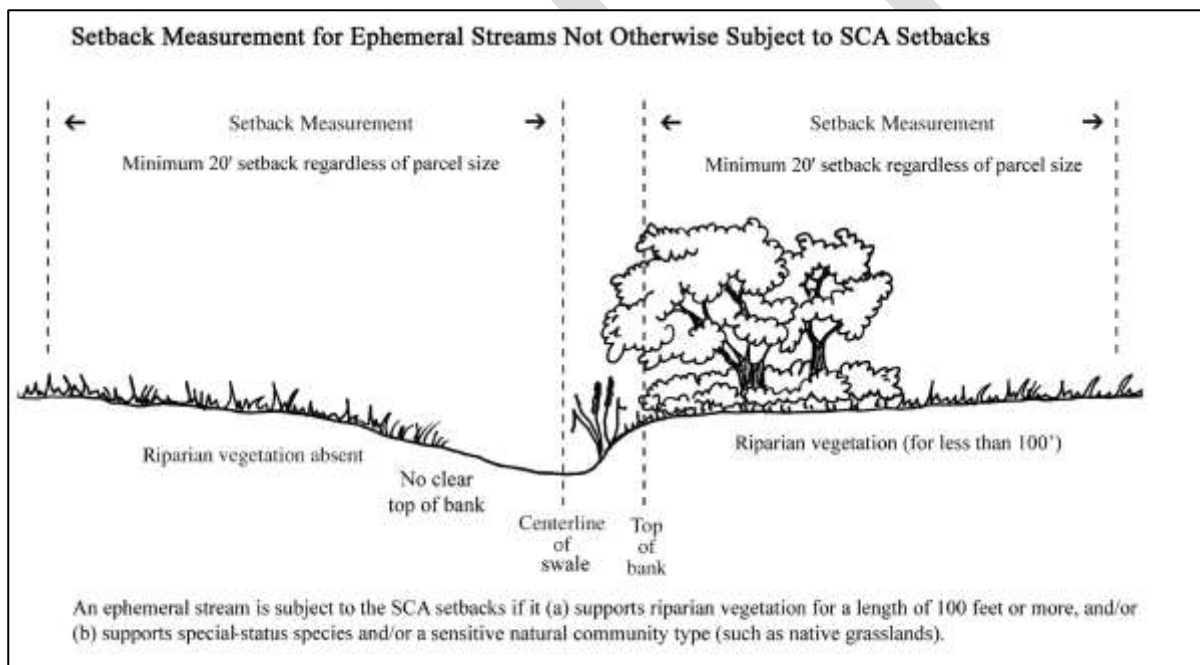 Setback Measurement for Ephemeral Streams Not Otherwise Subject to SCA Setbacks
Setback Measurement
Minimum 20' setback regardless of parcel size
Setback Measurement
Minimum 20' setback regardless of parcel size
Riparian vegetation absent
No clear
top of bank
Centerline
of
swale
Top
of
bank
Riparian vegetation (for less than 100')
An ephemeral stream is subject to the SCA setbacks if it (a) supports riparian vegetation for a length of 100 feet or more, and/or
(b) supports special-status species and/or a sensitive natural community type (such as native grasslands).